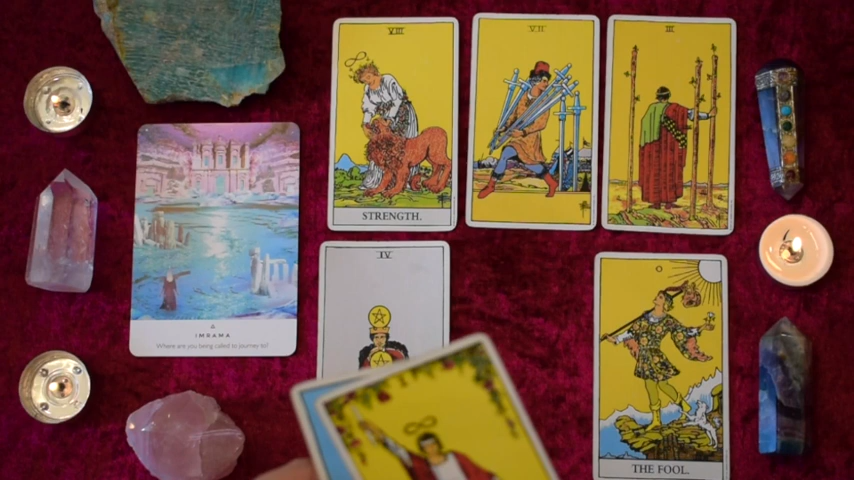 VIII
VII
III
STRENGTH.
IMRAMA
Where are you being called to journey to?
IV
0
THE FOOL.